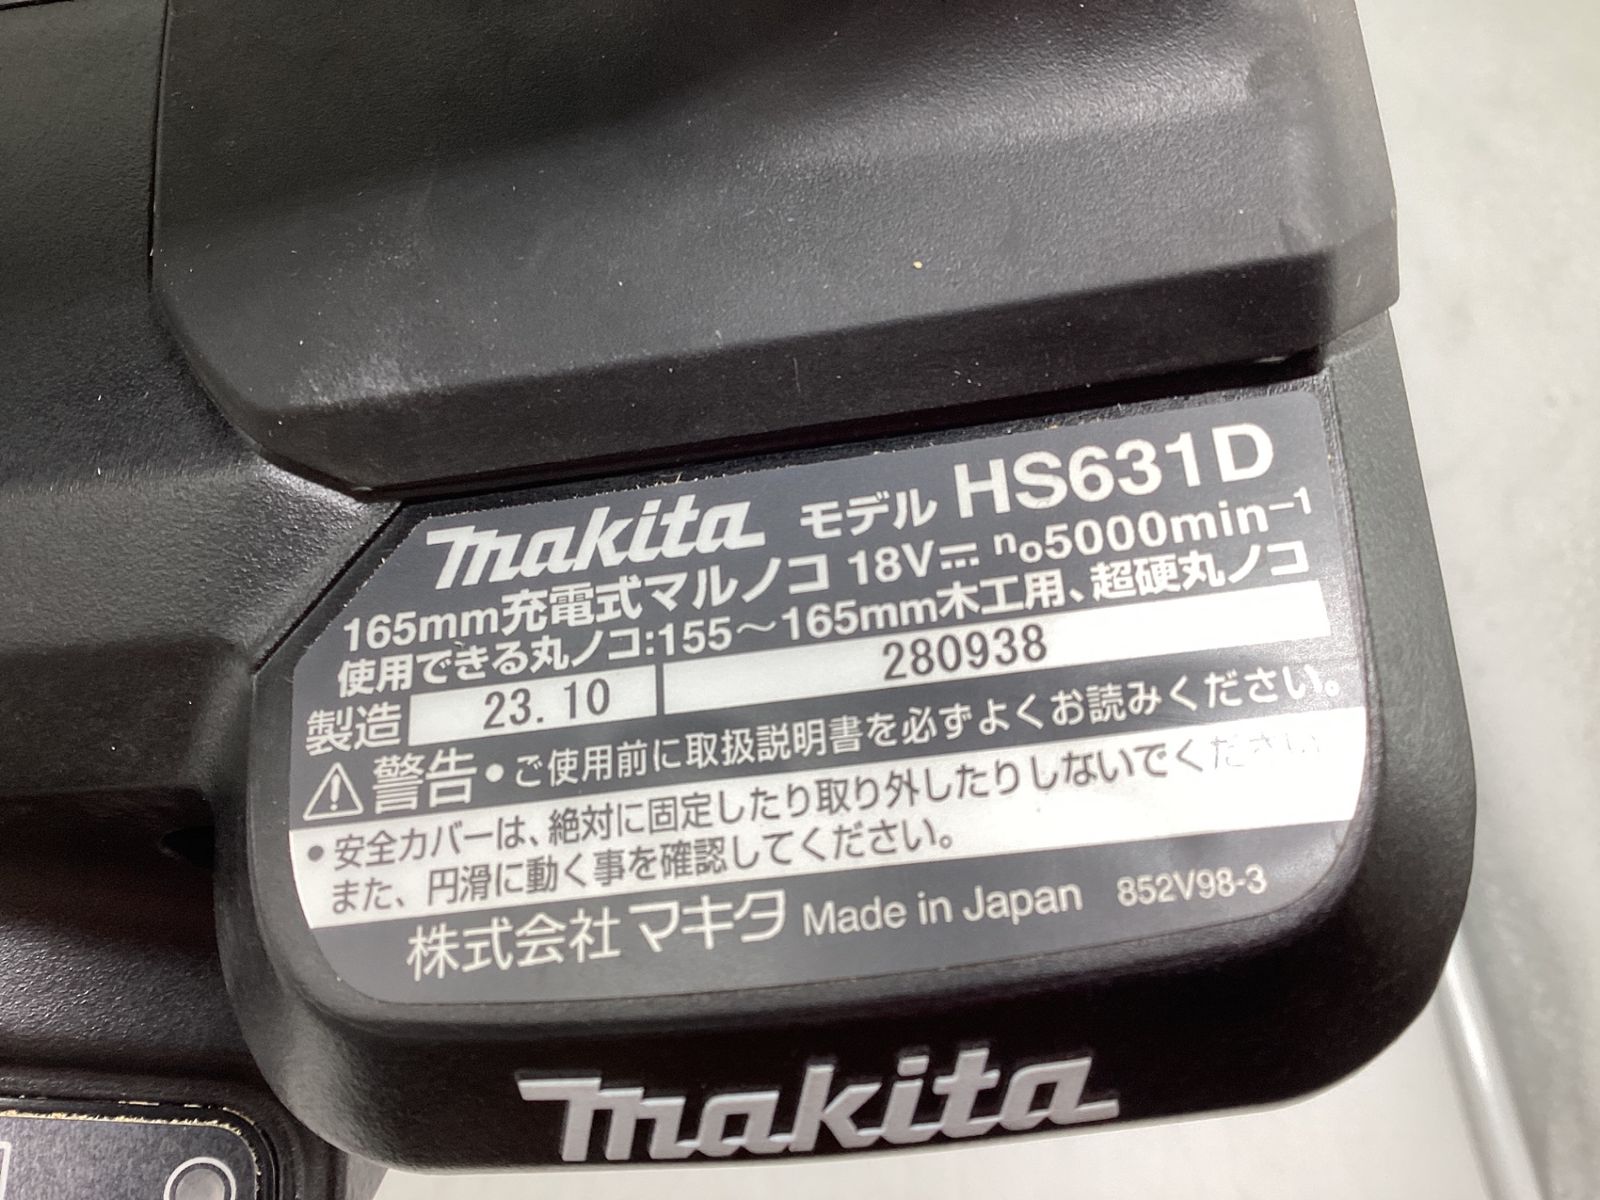 makita モデル HS631D
165mm充電式マルノコ 18V⎓ n₀5000min⁻¹
使用できる丸ノコ:155～165mm木工用、超硬丸ノコ
製造 23.10 280938
⚠警告 •ご使用前に取扱説明書を必ずよくお読みください。
•安全カバーは、絶対に固定したり取り外したりしないでください
また、円滑に動く事を確認してください。
株式会社マキタ Made in Japan 852V98-3
makita